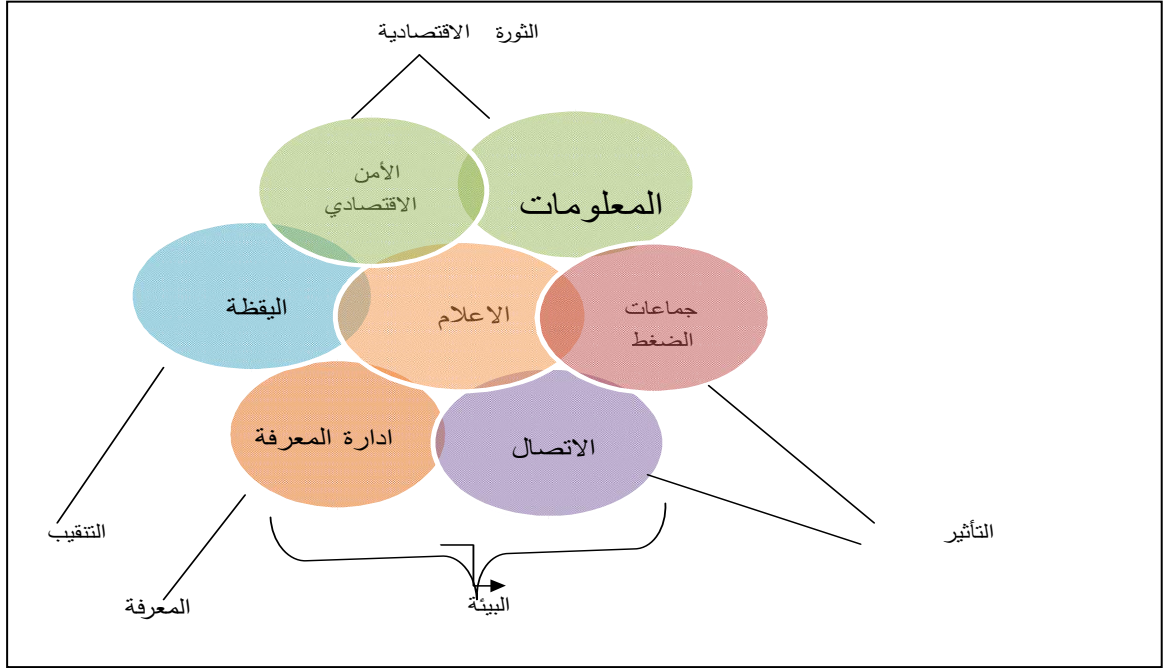 الثورة الاقتصادية
الأمن
الاقتصادي
المعلومات
اليقظة
الاعلام
جماعات
الضغط
ادارة المعرفة
الاتصال
التنقيب
التأثير
المعرفة
البيئة